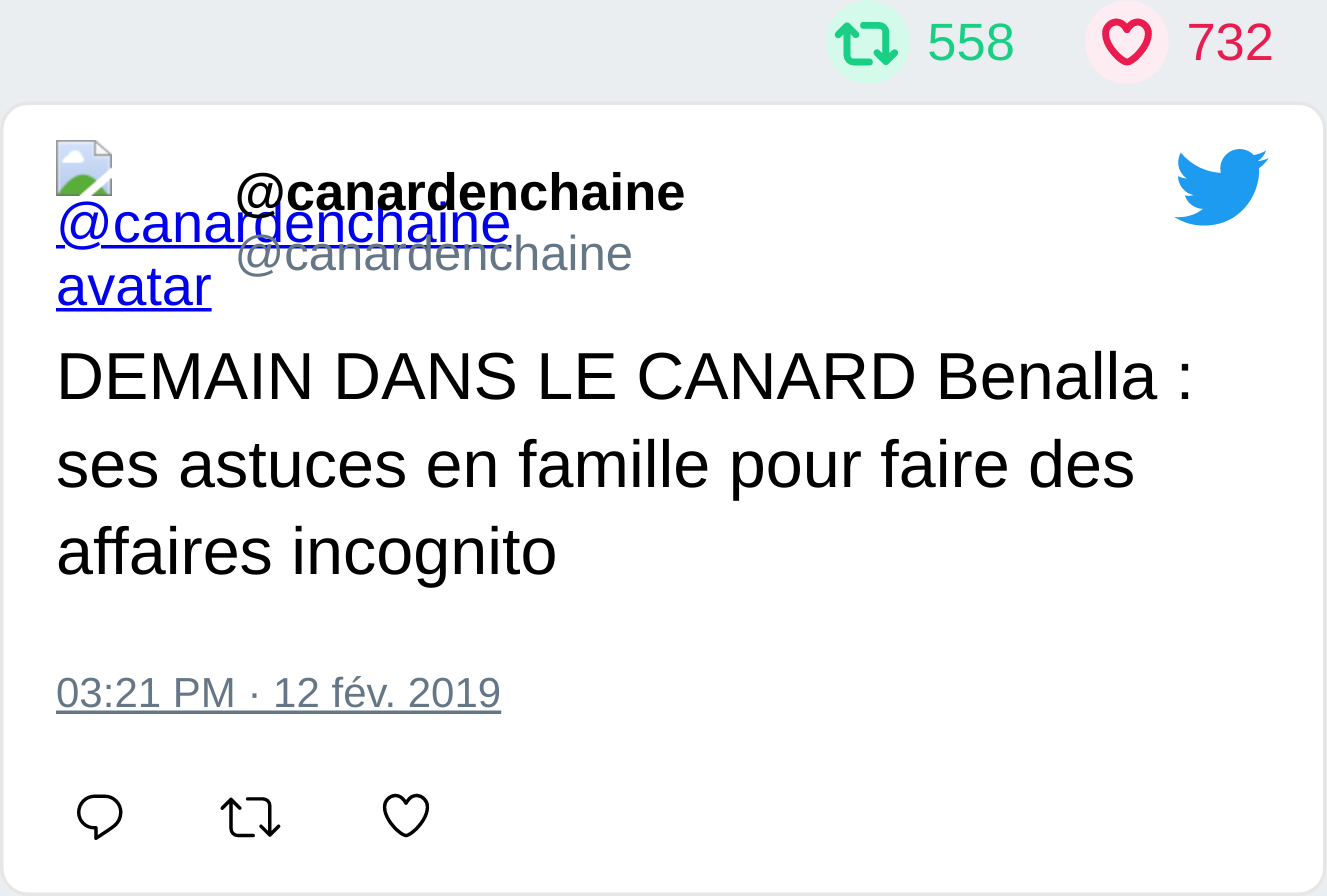 558 732
@canardenchaine
@canardenchaine
@canardenchaine
avatar
DEMAIN DANS LE CANARD Benalla :
ses astuces en famille pour faire des
affaires incognito
03:21 PM · 12 fév. 2019